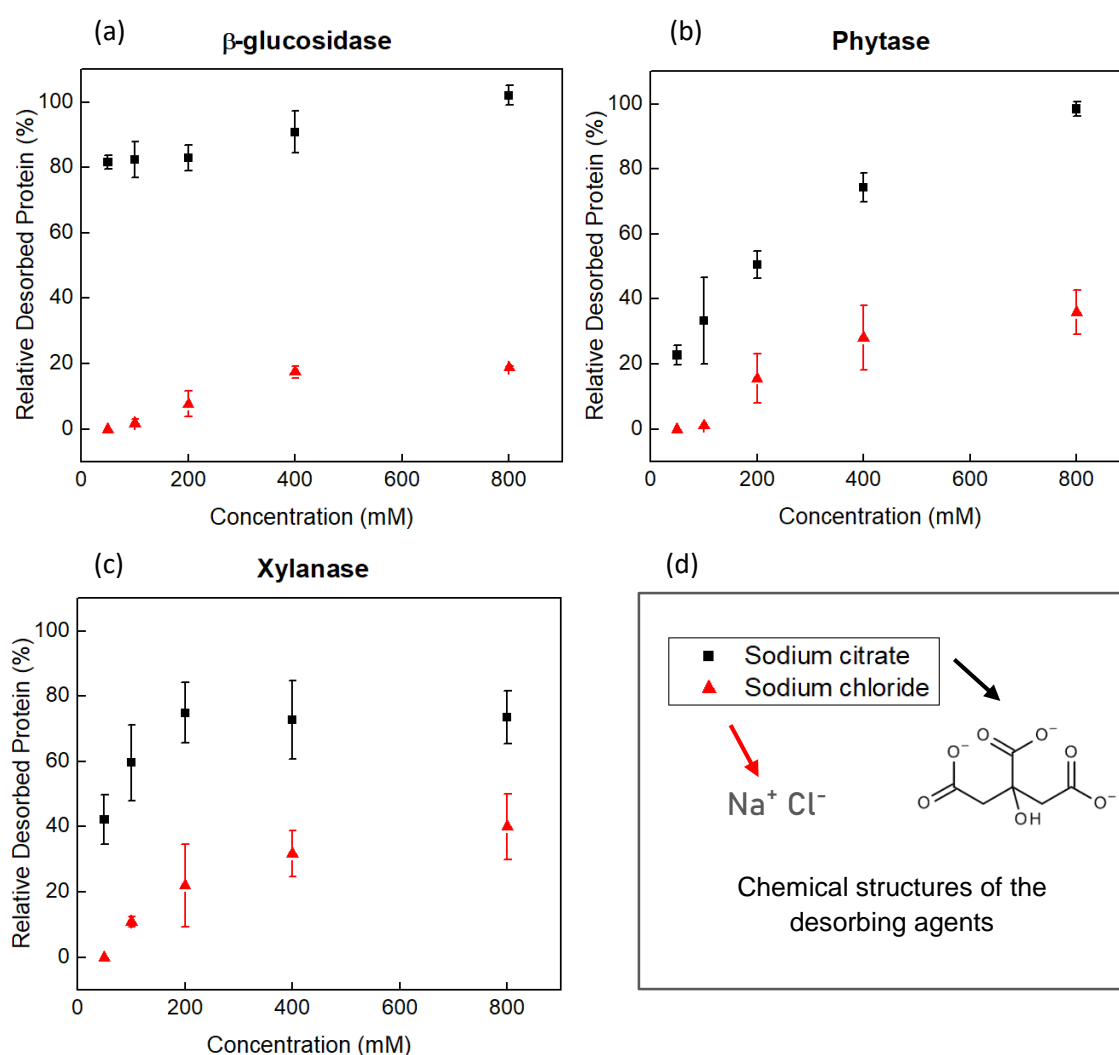 (a)
β-glucosidase
Relative Desorbed Protein (%)
100
80
60
40
20
0
0 200 400 600 800
Concentration (mM)
(b)
Phytase
Relative Desorbed Protein (%)
100
80
60
40
20
0
0 200 400 600 800
Concentration (mM)
(c)
Xylanase
Relative Desorbed Protein (%)
100
80
60
40
20
0
0 200 400 600 800
Concentration (mM)
(d)
Sodium citrate
Sodium chloride
Na⁺ Cl⁻
O O⁻
O⁻ O
O O⁻
OH
Chemical structures of the
desorbing agents